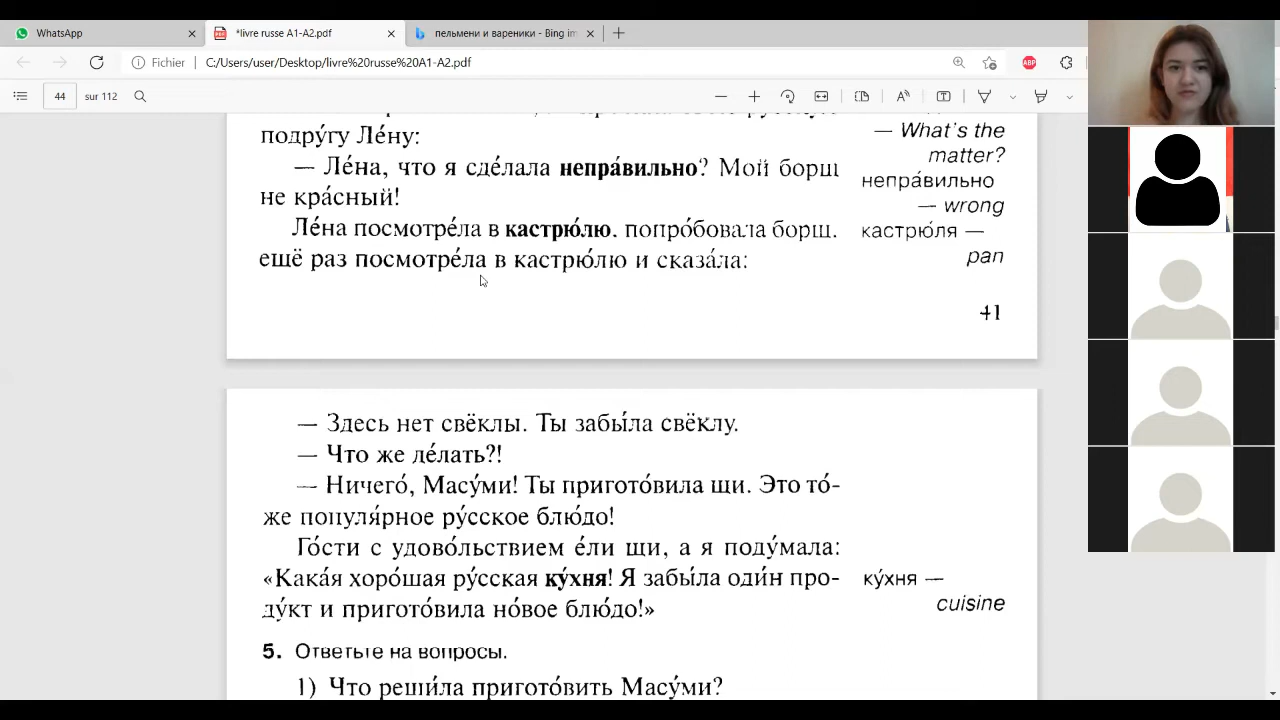 WhatsApp
*livre russe A1-A2.pdf
пельмени и вареники - Bing im
Fichier
C:/Users/user/Desktop/livre%20russe%20A1-A2.pdf
ABP
44
sur 112
подру́гу Ле́ну:
— Ле́на, что я сде́лала непра́вильно? Мой борщ
не кра́сный!
Ле́на посмотре́ла в кастрю́лю, попро́бовала борщ,
ещё раз посмотре́ла в кастрю́лю и сказа́ла:
— What's the
matter?
непра́вильно
— wrong
кастрю́ля —
pan
41
— Здесь нет свёклы. Ты забы́ла свёклу.
— Что же де́лать?!
— Ничего́, Масу́ми! Ты пригото́вила щи. Это то́-
же популя́рное ру́сское блю́до!
Го́сти с удово́льствием е́ли щи, а я поду́мала:
«Кака́я хоро́шая ру́сская ку́хня! Я забы́ла оди́н про-
ду́кт и пригото́вила но́вое блю́до!»
ку́хня —
cuisine
5. Ответьте на вопросы.
1) Что реши́ла пригото́вить Масу́ми?